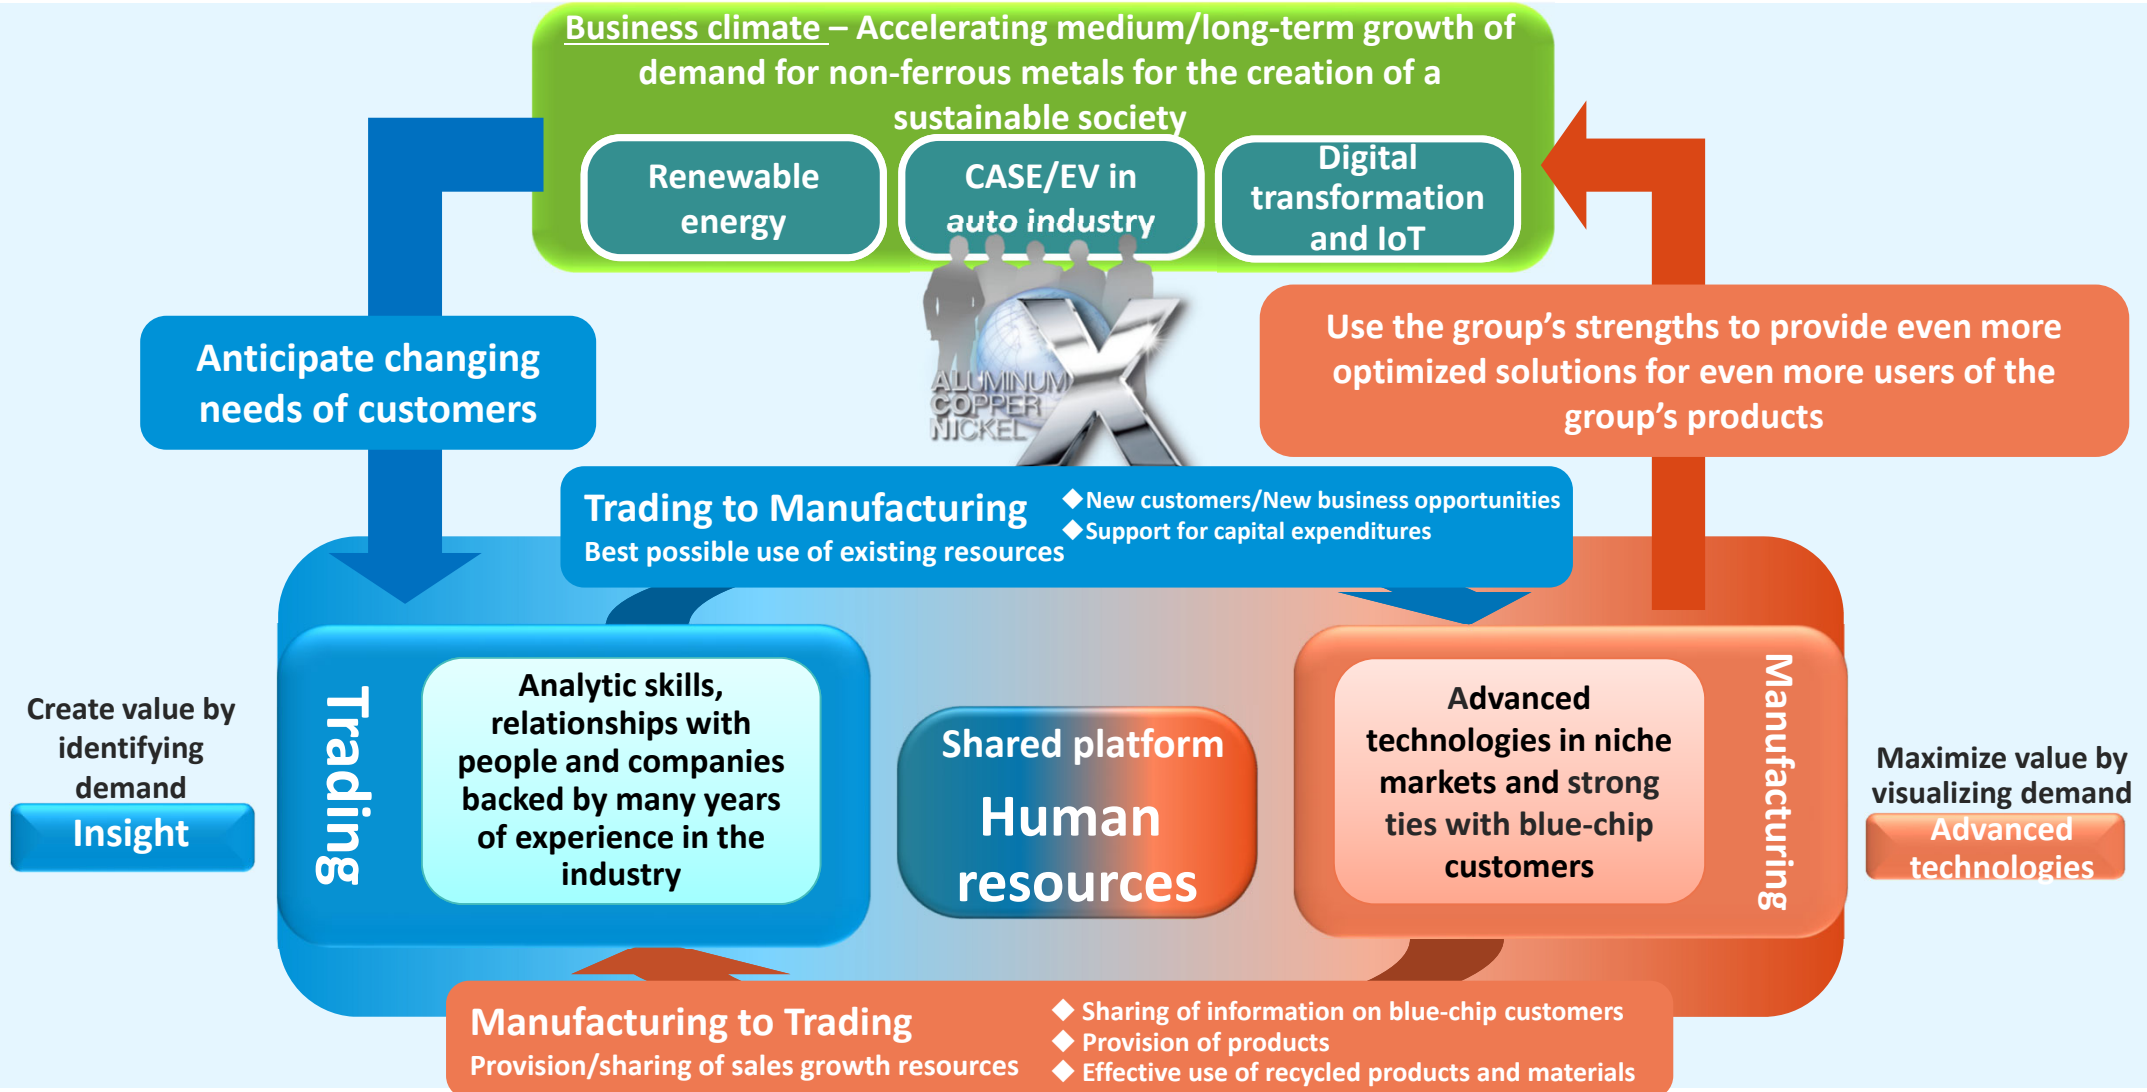 Business climate – Accelerating medium/long-term growth of
demand for non-ferrous metals for the creation of a
sustainable society
Renewable
energy
CASE/EV in
auto industry
Digital
transformation
and IoT
Anticipate changing
needs of customers
ALUMINUM
COPPER
NICKEL
X
Use the group's strengths to provide even more
optimized solutions for even more users of the
group's products
Trading to Manufacturing
Best possible use of existing resources
◆New customers/New business opportunities
◆Support for capital expenditures
Create value by
identifying
demand
Insight
Trading
Analytic skills,
relationships with
people and companies
backed by many years
of experience in the
industry
Shared platform
Human
resources
Advanced
technologies in niche
markets and strong
ties with blue-chip
customers
Manufacturing
Maximize value by
visualizing demand
Advanced
technologies
Manufacturing to Trading
Provision/sharing of sales growth resources
◆ Sharing of information on blue-chip customers
◆ Provision of products
◆ Effective use of recycled products and materials